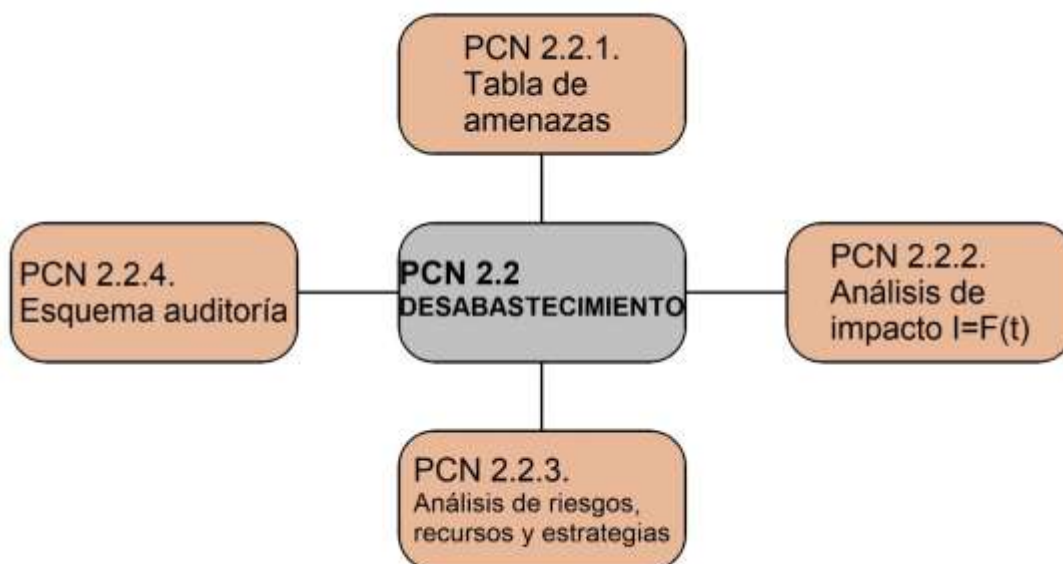 PCN 2.2.1.
Tabla de
amenazas
PCN 2.2.4.
Esquema auditoría
PCN 2.2
DESABASTECIMIENTO
PCN 2.2.2.
Análisis de
impacto I=F(t)
PCN 2.2.3.
Análisis de riesgos,
recursos y estrategias